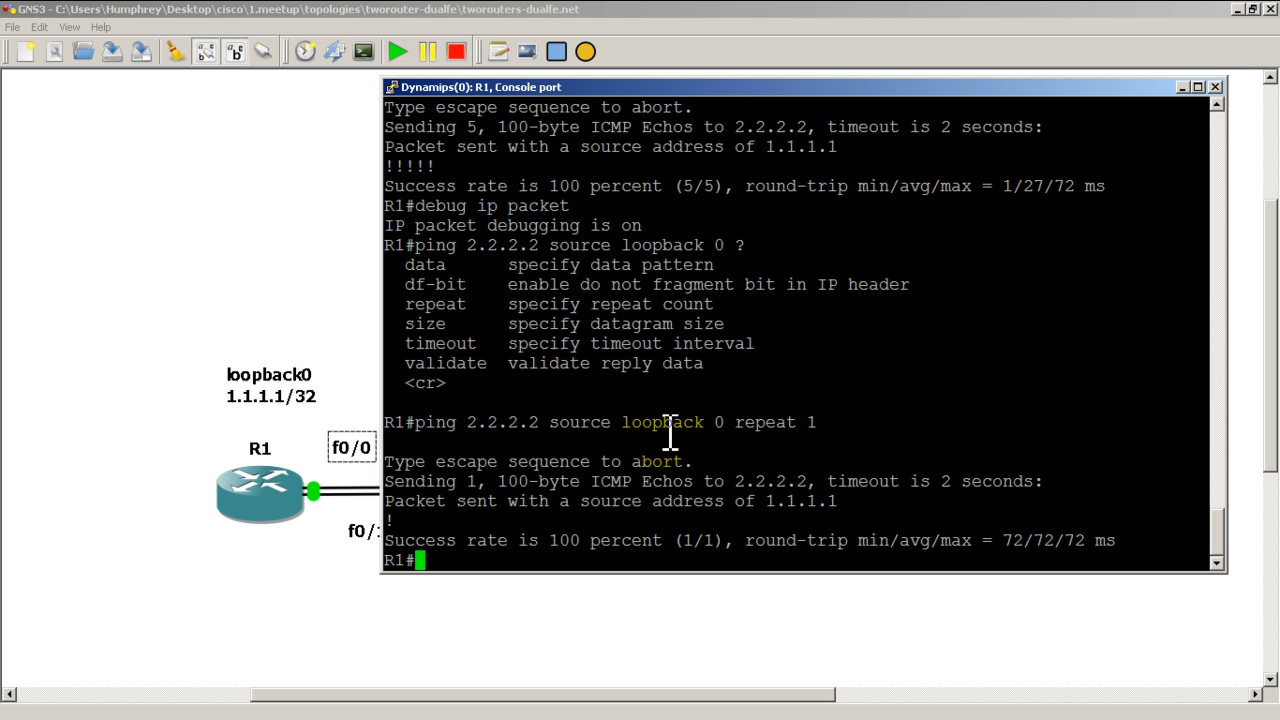 GNS3 - C:\Users\Humphrey\Desktop\cisco\1.meetup\topologies\tworouter-dualfe\tworouters-dualfe.net
File Edit View Help
Dynamips(0): R1, Console port
Type escape sequence to abort.
Sending 5, 100-byte ICMP Echos to 2.2.2.2, timeout is 2 seconds:
Packet sent with a source address of 1.1.1.1
!!!!!
Success rate is 100 percent (5/5), round-trip min/avg/max = 1/27/72 ms
R1#debug ip packet
IP packet debugging is on
R1#ping 2.2.2.2 source loopback 0 ?
data specify data pattern
df-bit enable do not fragment bit in IP header
repeat specify repeat count
size specify datagram size
timeout specify timeout interval
validate validate reply data
<cr>
R1#ping 2.2.2.2 source loopback 0 repeat 1
Type escape sequence to abort.
Sending 1, 100-byte ICMP Echos to 2.2.2.2, timeout is 2 seconds:
Packet sent with a source address of 1.1.1.1
!
Success rate is 100 percent (1/1), round-trip min/avg/max = 72/72/72 ms
R1#
loopback0
1.1.1.1/32
R1
f0/0